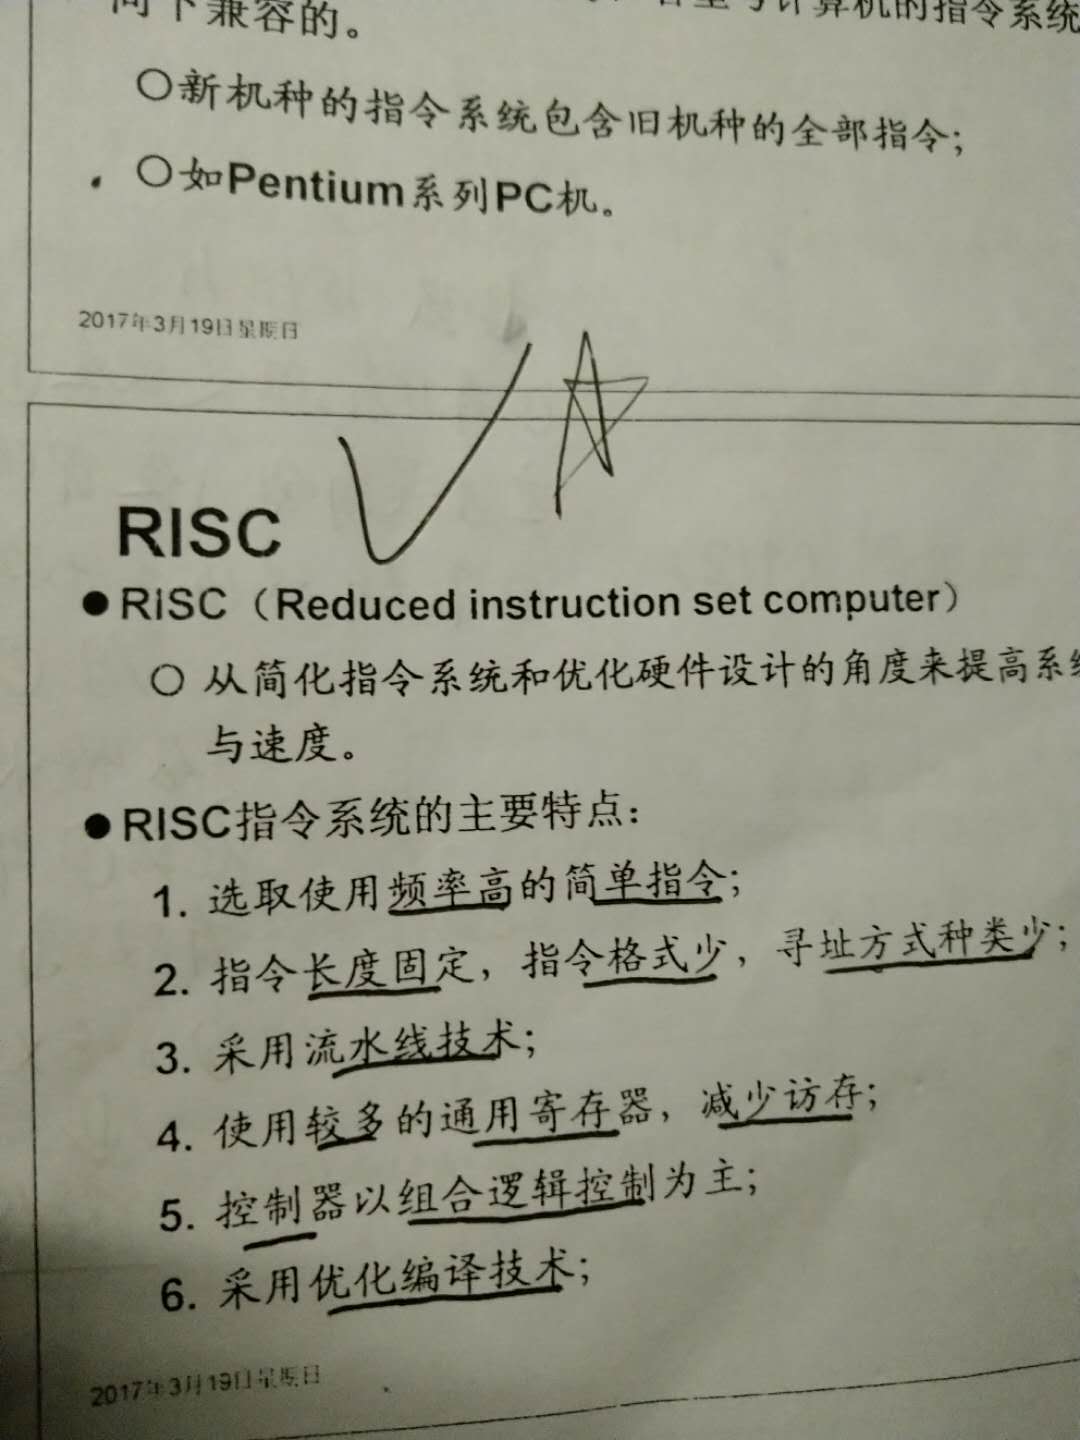 向下兼容的。
计算机的指令系统
○新机种的指令系统包含旧机种的全部指令;
○如Pentium系列PC机。
2017年3月19日星期日
RISC
●RISC（Reduced instruction set computer）
○ 从简化指令系统和优化硬件设计的角度来提高系统
与速度。
●RISC指令系统的主要特点:
1. 选取使用频率高的简单指令;
2. 指令长度固定，指令格式少，寻址方式种类少;
3. 采用流水线技术;
4. 使用较多的通用寄存器，减少访存;
5. 控制器以组合逻辑控制为主;
6. 采用优化编译技术;
2017年3月19日星期日